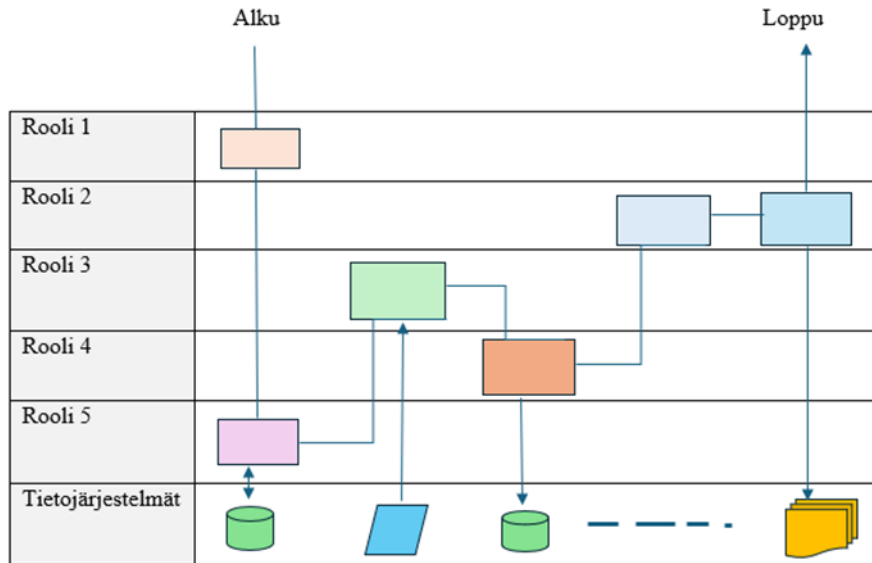 Alku
Loppu
Rooli 1
Rooli 2
Rooli 3
Rooli 4
Rooli 5
Tietojärjestelmät